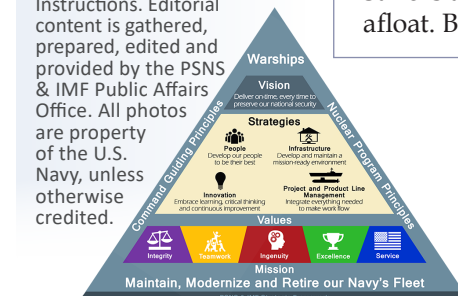 Instructions. Editorial
content is gathered,
prepared, edited and
provided by the PSNS
& IMF Public Affairs
Office. All photos
are property
of the U.S.
Navy, unless
otherwise
credited.
afloat. B
Warships
Vision
Deliver on-time, every time to
preserve our national security
Command Guiding Principles
Nuclear Program Principles
Strategies
People
Develop our people
to be their best
Infrastructure
Develop and maintain a
mission-ready environment
Innovation
Embrace learning, critical thinking
and continuous improvement
Project and Product Line
Management
Integrate everything needed
to make work flow
Values
Integrity
Teamwork
Ingenuity
Excellence
Service
Mission
Maintain, Modernize and Retire our Navy's Fleet